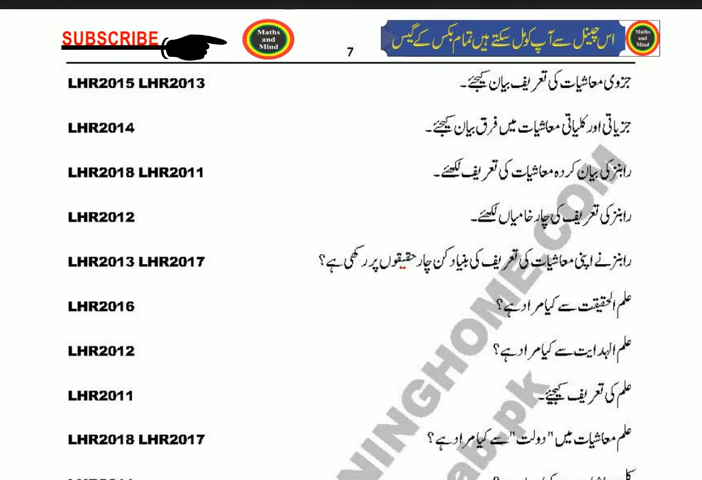 SUBSCRIBE
Maths and Mind
اس چینل سے آپ کو مل سکتے ہیں تمام بکس کے گیس
Maths and Mind
7
جزوی معاشیات کی تعریف بیان کیجئے۔ LHR2015 LHR2013
جزیاتی اور کلیاتی معاشیات میں فرق بیان کیجئے۔ LHR2014
رابنز کی بیان کردہ معاشیات کی تعریف لکھئے۔ LHR2018 LHR2011
رابنز کی تعریف کی چار خامیاں لکھئے۔ LHR2012
رابنز نے اپنی معاشیات کی تعریف کی بنیاد کن چار حقیقوں پر رکھی ہے؟ LHR2013 LHR2017
علم الحقیقت سے کیا مراد ہے؟ LHR2016
علم الہدایت سے کیا مراد ہے؟ LHR2012
علم کی تعریف کیجئے۔ LHR2011
علم معاشیات میں "دولت" سے کیا مراد ہے؟ LHR2018 LHR2017
NINGHOME.COM
ab.pk